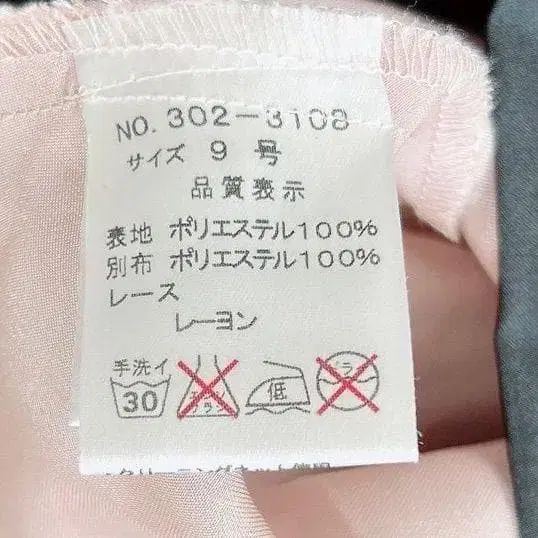 NO. 302-3108
サイズ 9 号
品質表示
表地 ポリエステル100%
別布 ポリエステル100%
レース
レーヨン
手洗イ
30 低